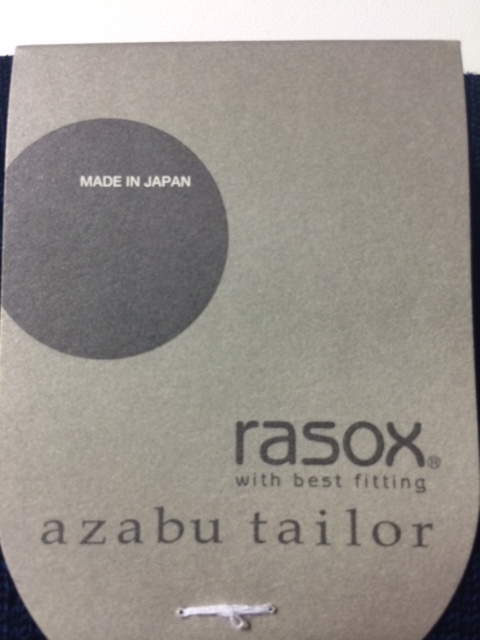 MADE IN JAPAN
rasox®
with best fitting
azabu tailor